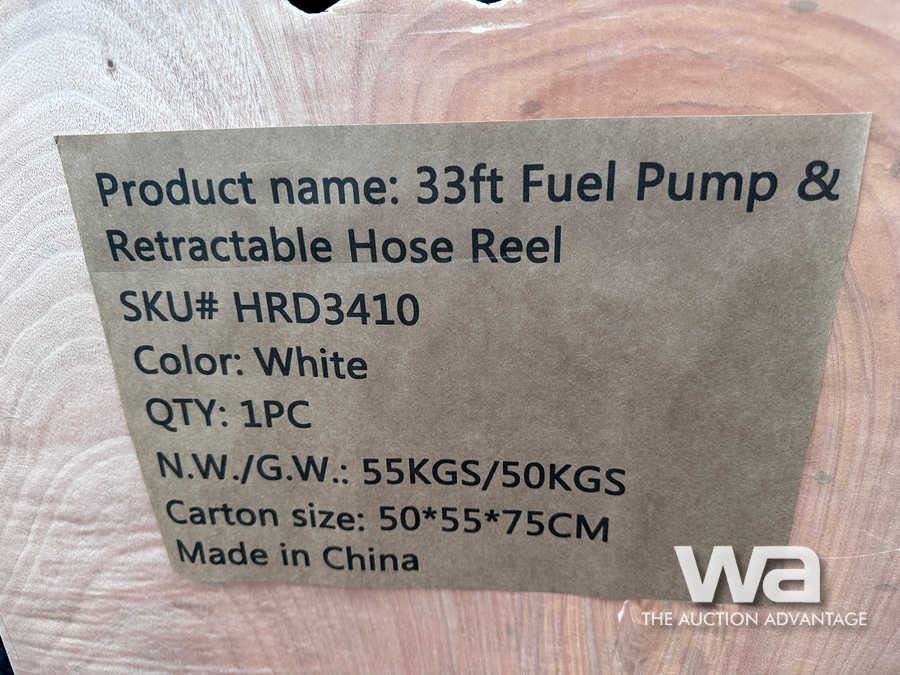 Product name: 33ft Fuel Pump &
Retractable Hose Reel
SKU# HRD3410
Color: White
QTY: 1PC
N.W./G.W.: 55KGS/50KGS
Carton size: 50*55*75CM
Made in China
wa
THE AUCTION ADVANTAGE